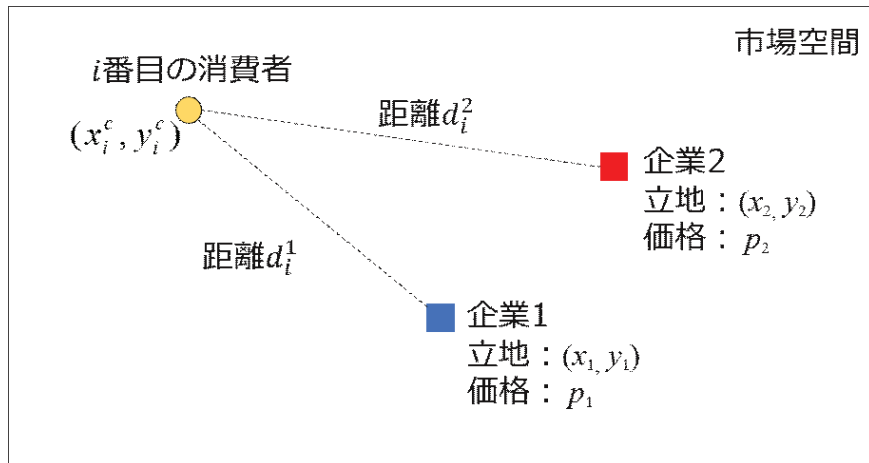 市場空間
i番目の消費者
(x_i^c, y_i^c)
距離d_i^2
企業2
立地：(x_2, y_2)
価格： p_2
距離d_i^1
企業1
立地：(x_1, y_1)
価格： p_1